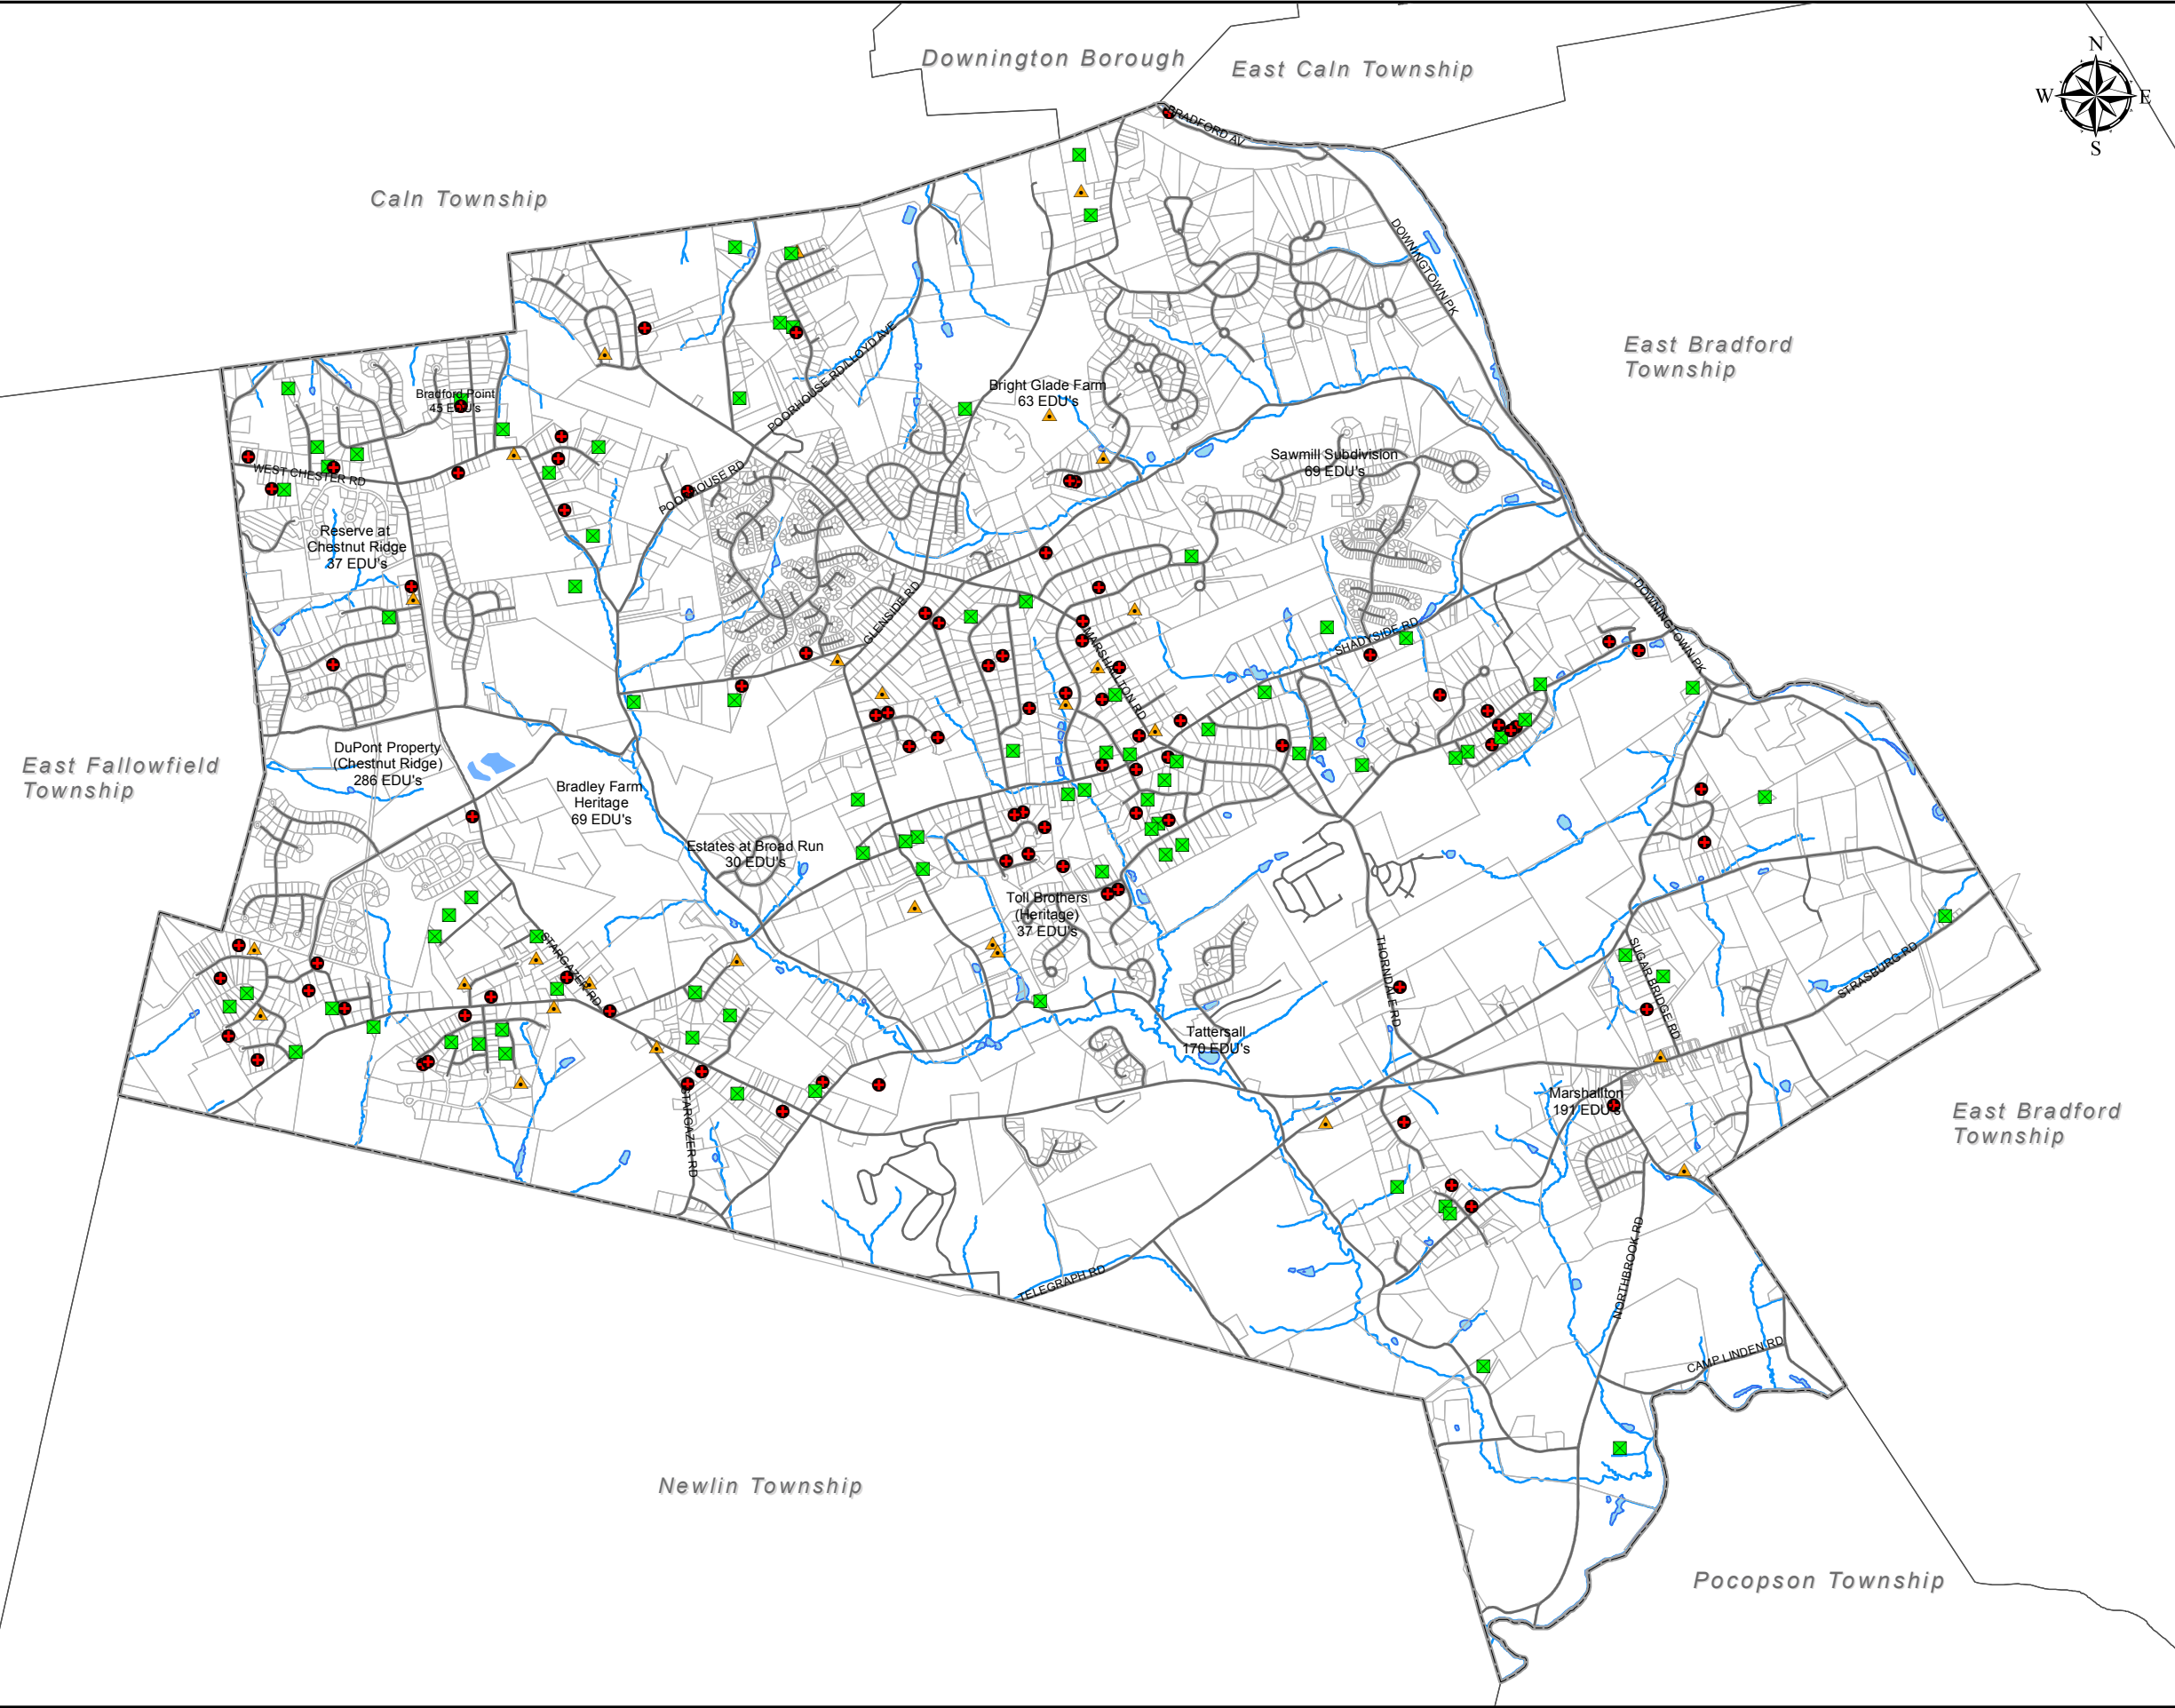 Downington Borough
East Caln Township
N
W
E
S
BRADFORD AV
Caln Township
DOWNINGTOWN PK
East Bradford
Township
POORHOUSE RD/LLOYD AVE
Bright Glade Farm
63 EDU's
Bradford Point
45 EDU's
Sawmill Subdivision
69 EDU's
WEST CHESTER RD
POORHOUSE RD
Reserve at
Chestnut Ridge
37 EDU's
GLENSIDE RD
MARSHALLTON RD
SHADYSIDE RD
DOWNINGTOWN PK
East Fallowfield
Township
DuPont Property
(Chestnut Ridge)
286 EDU's
Bradley Farm
Heritage
69 EDU's
Estates at Broad Run
30 EDU's
Toll Brothers
(Heritage)
37 EDU's
STARGAZER RD
THORNDALE RD
SUGAR BRIDGE RD
STRASBURG RD
Tattersall
170 EDU's
STARGAZER RD
Marshallton
191 EDU's
East Bradford
Township
TELEGRAPH RD
NORTHBROOK RD
CAMP LINDEN RD
Newlin Township
Pocopson Township